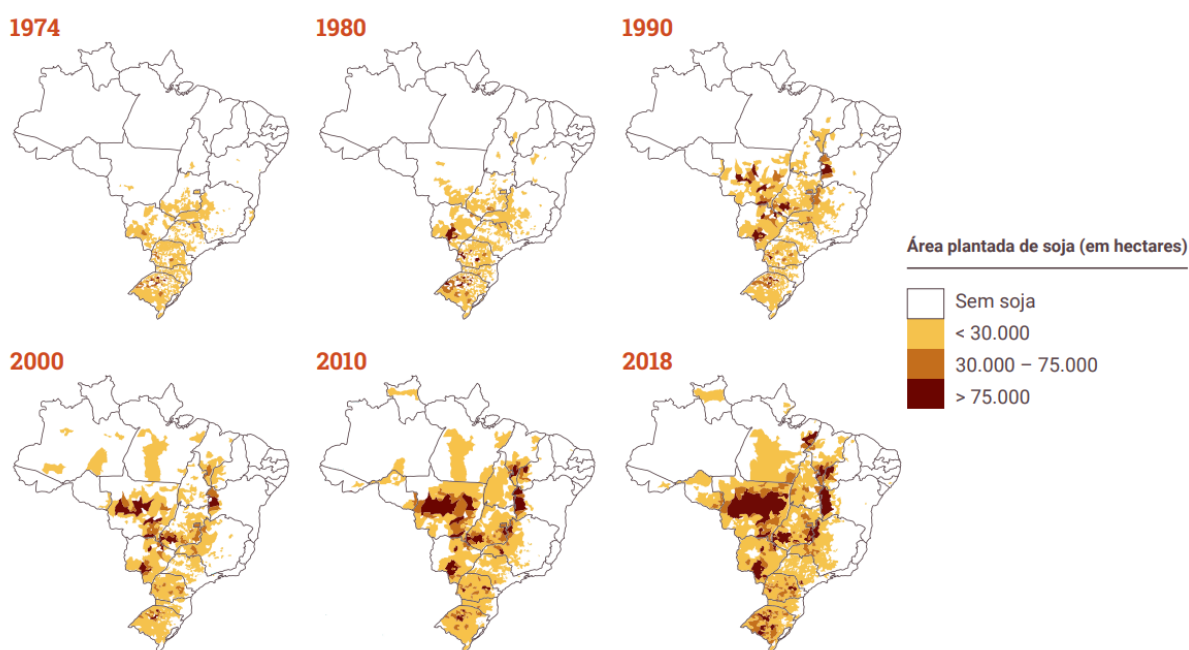 1974
1980
1990
Área plantada de soja (em hectares)
Sem soja
< 30.000
30.000 – 75.000
> 75.000
2000
2010
2018